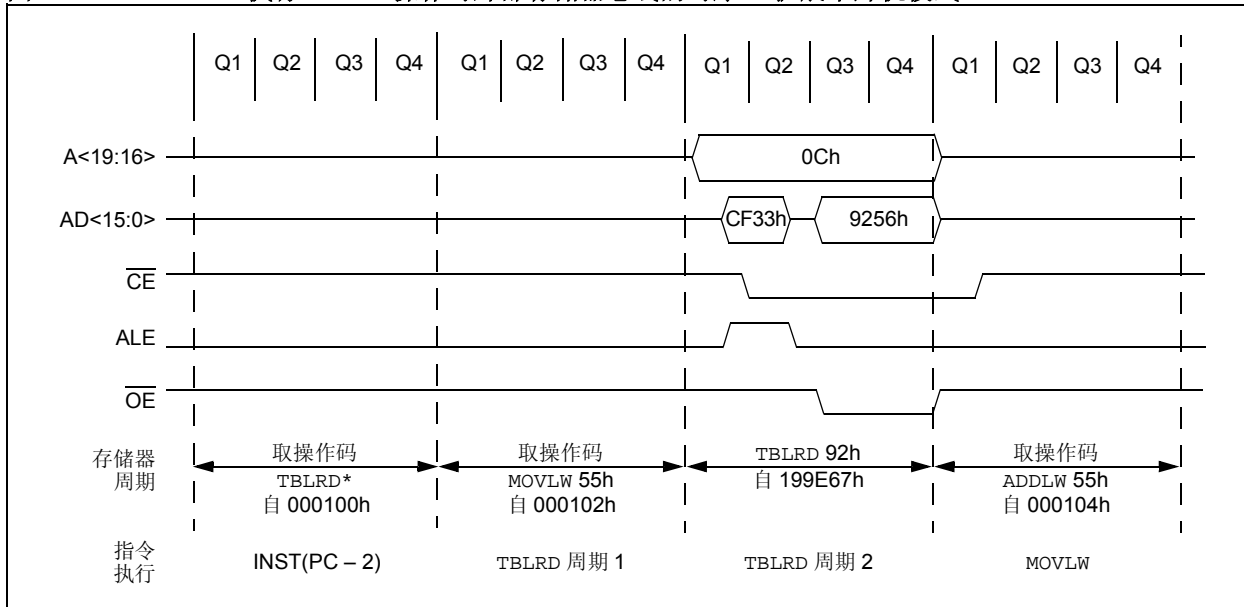 Q1 Q2 Q3 Q4 Q1 Q2 Q3 Q4 Q1 Q2 Q3 Q4 Q1 Q2 Q3 Q4
A<19:16> 0Ch
AD<15:0> CF33h 9256h
CE
ALE
OE
存储器
周期
取操作码
TBLRD*
自 000100h
取操作码
MOVLW 55h
自 000102h
TBLRD 92h
自 199E67h
取操作码
ADDLW 55h
自 000104h
指令
执行
INST(PC – 2) TBLRD 周期 1 TBLRD 周期 2 MOVLW